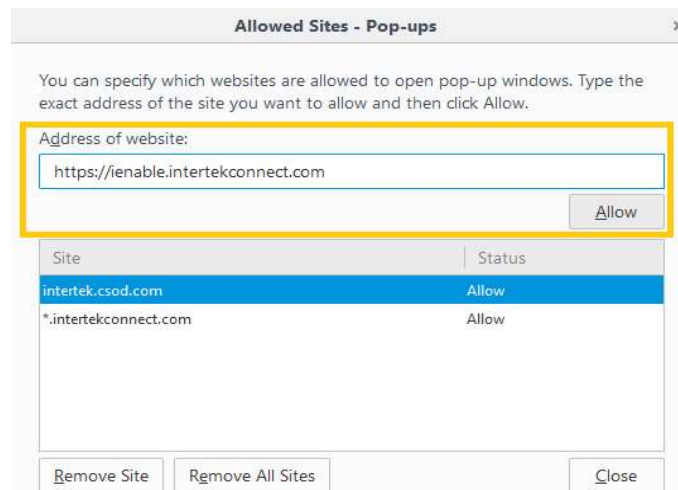 Allowed Sites - Pop-ups
You can specify which websites are allowed to open pop-up windows. Type the
exact address of the site you want to allow and then click Allow.
Address of website:
https://ienable.intertekconnect.com
Allow
Site Status
intertek.csod.com Allow
*.intertekconnect.com Allow
Remove Site Remove All Sites Close